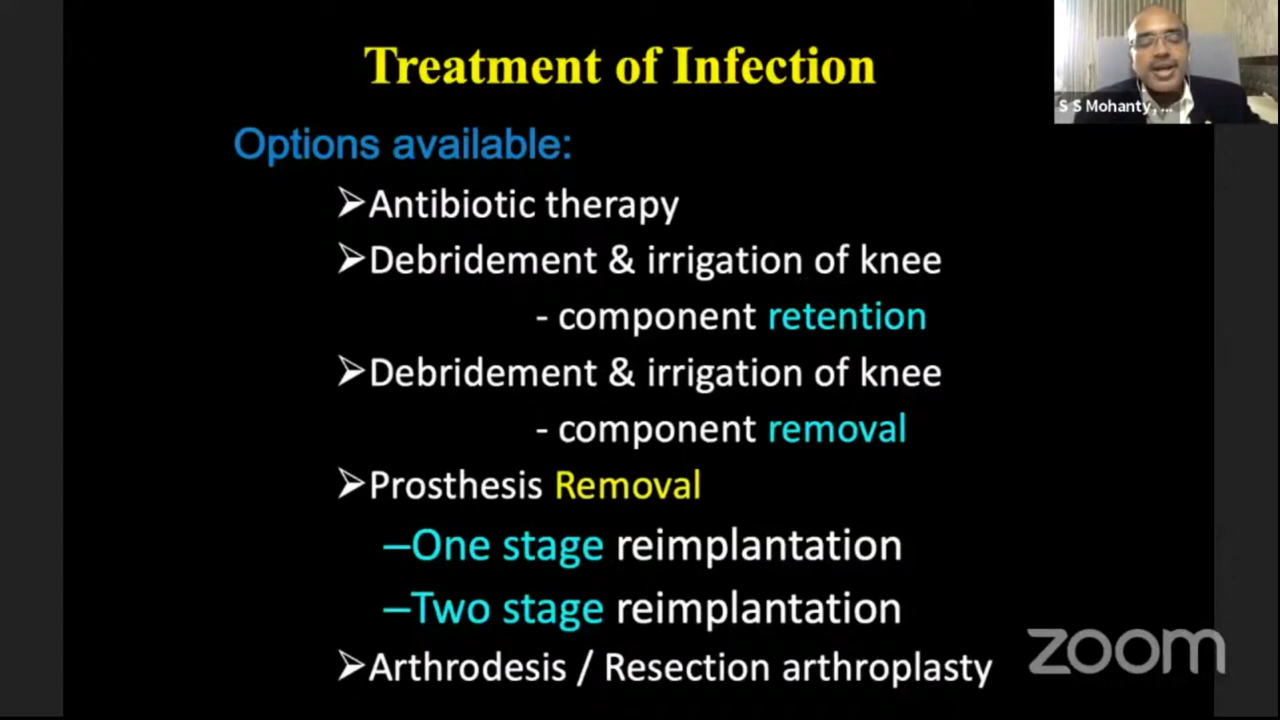 Treatment of Infection
S S Mohanty, ...
Options available:
➢Antibiotic therapy
➢Debridement & irrigation of knee
- component retention
➢Debridement & irrigation of knee
- component removal
➢Prosthesis Removal
–One stage reimplantation
–Two stage reimplantation
➢Arthrodesis / Resection arthroplasty
zoom